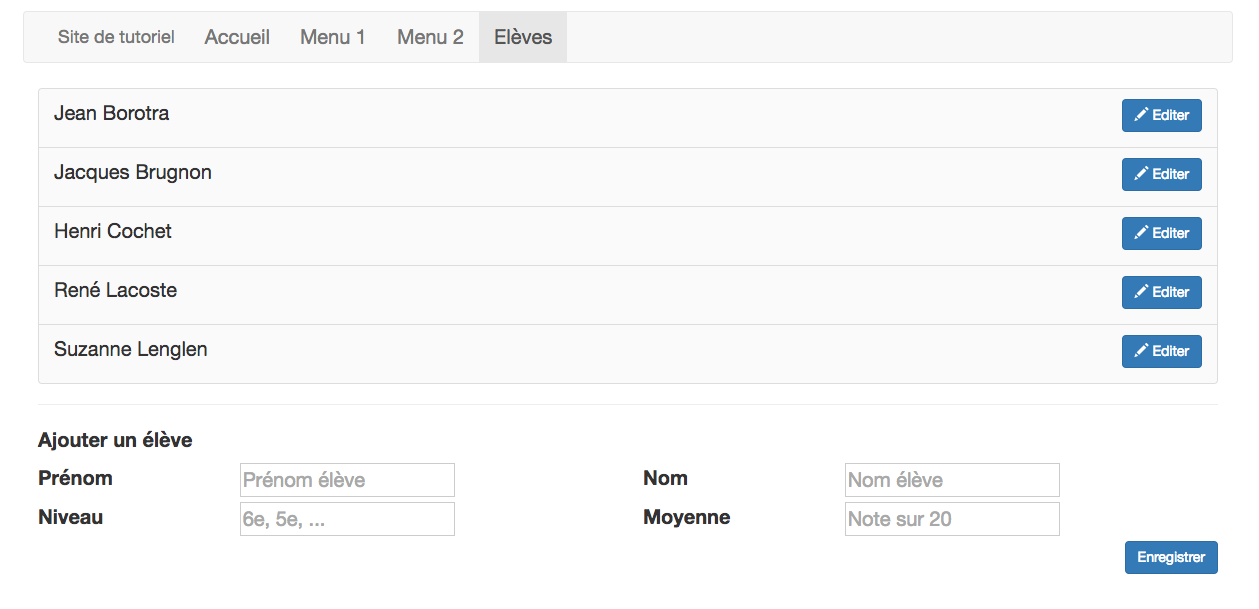 Site de tutoriel Accueil Menu 1 Menu 2 Elèves
Jean Borotra Editer
Jacques Brugnon Editer
Henri Cochet Editer
René Lacoste Editer
Suzanne Lenglen Editer
Ajouter un élève
Prénom Prénom élève Nom Nom élève
Niveau 6e, 5e, ... Moyenne Note sur 20
Enregistrer